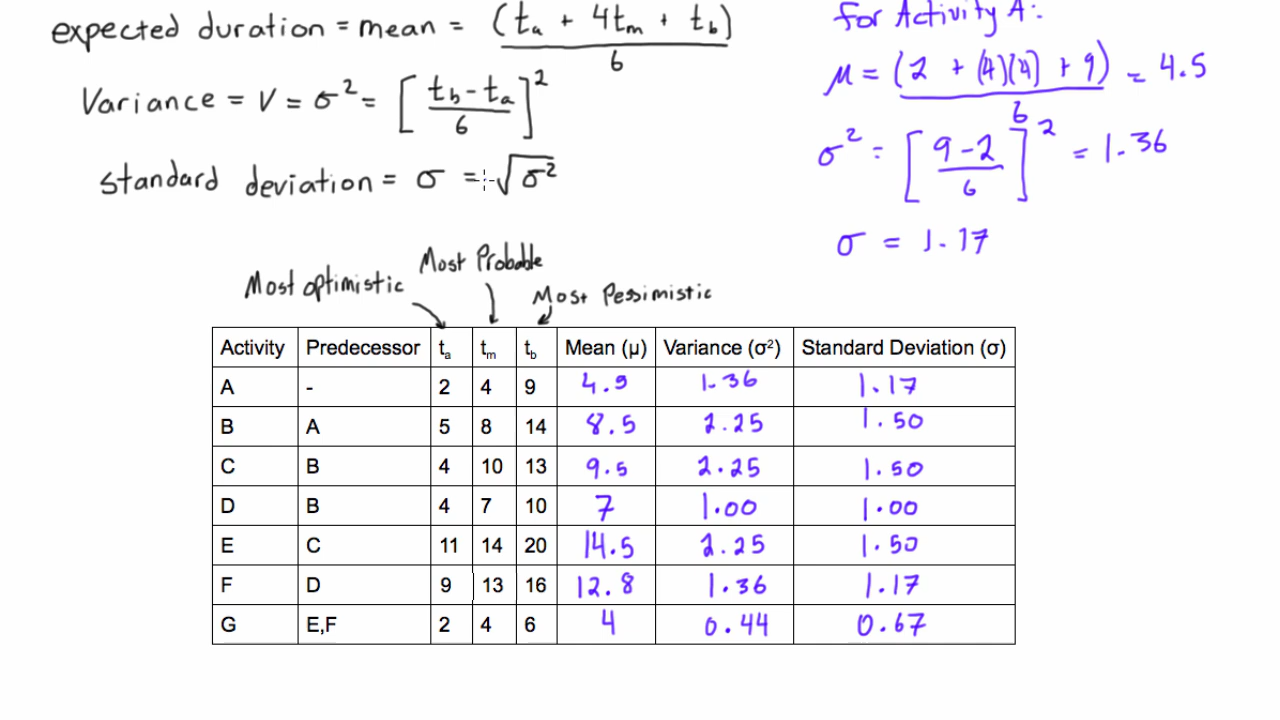 expected duration = mean = (ta + 4tm + tb) / 6
Variance = V = σ² = [ (tb - ta) / 6 ]²
standard deviation = σ = √σ²
For Activity A:
μ = (2 + (4)(4) + 9) / 6 = 4.5
σ² = [ (9 - 2) / 6 ]² = 1.36
σ = 1.17
Most optimistic
Most Probable
Most Pessimistic
Activity Predecessor ta tm tb Mean (μ) Variance (σ²) Standard Deviation (σ)
A - 2 4 9 4.5 1.36 1.17
B A 5 8 14 8.5 2.25 1.50
C B 4 10 13 9.5 2.25 1.50
D B 4 7 10 7 1.00 1.00
E C 11 14 20 14.5 2.25 1.50
F D 9 13 16 12.8 1.36 1.17
G E,F 2 4 6 4 0.44 0.67